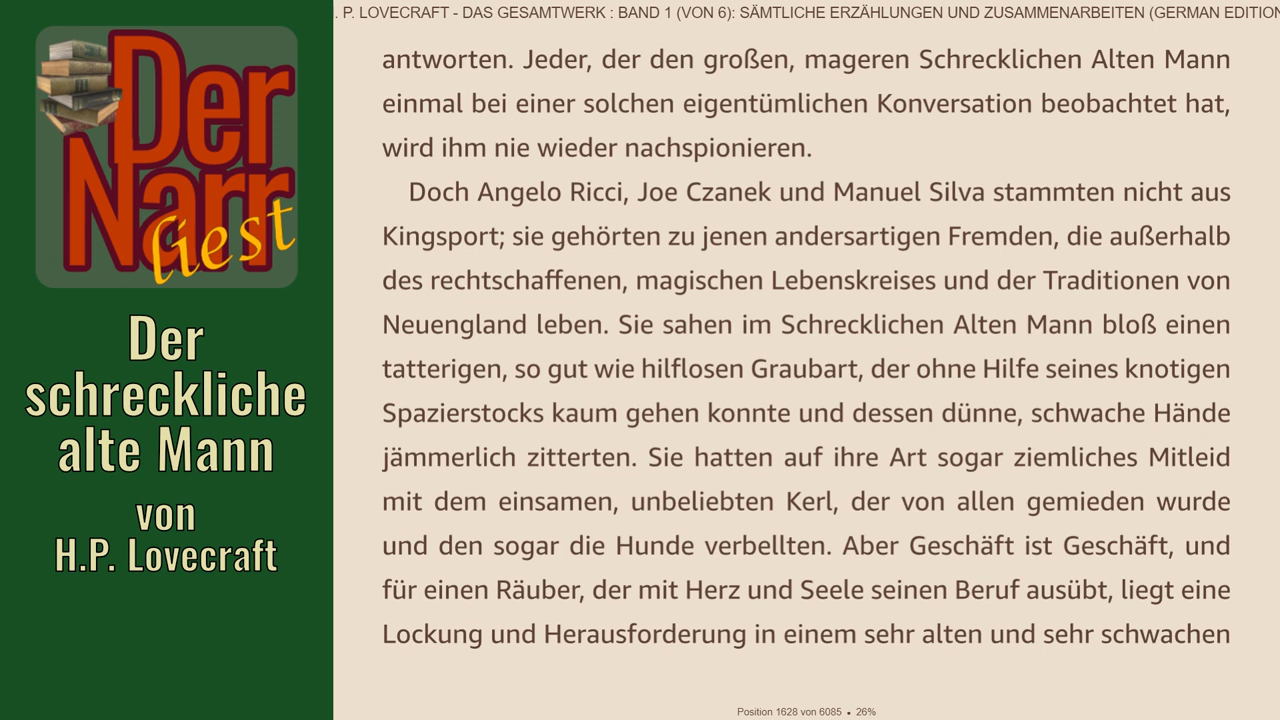 Der
Narr
liest
Der
schreckliche
alte Mann
von
H.P. Lovecraft
. P. LOVECRAFT - DAS GESAMTWERK : BAND 1 (VON 6): SÄMTLICHE ERZÄHLUNGEN UND ZUSAMMENARBEITEN (GERMAN EDITION
antworten. Jeder, der den großen, mageren Schrecklichen Alten Mann
einmal bei einer solchen eigentümlichen Konversation beobachtet hat,
wird ihm nie wieder nachspionieren.
Doch Angelo Ricci, Joe Czanek und Manuel Silva stammten nicht aus
Kingsport; sie gehörten zu jenen andersartigen Fremden, die außerhalb
des rechtschaffenen, magischen Lebenskreises und der Traditionen von
Neuengland leben. Sie sahen im Schrecklichen Alten Mann bloß einen
tatterigen, so gut wie hilflosen Graubart, der ohne Hilfe seines knotigen
Spazierstocks kaum gehen konnte und dessen dünne, schwache Hände
jämmerlich zitterten. Sie hatten auf ihre Art sogar ziemliches Mitleid
mit dem einsamen, unbeliebten Kerl, der von allen gemieden wurde
und den sogar die Hunde verbellten. Aber Geschäft ist Geschäft, und
für einen Räuber, der mit Herz und Seele seinen Beruf ausübt, liegt eine
Lockung und Herausforderung in einem sehr alten und sehr schwachen
Position 1628 von 6085 • 26%